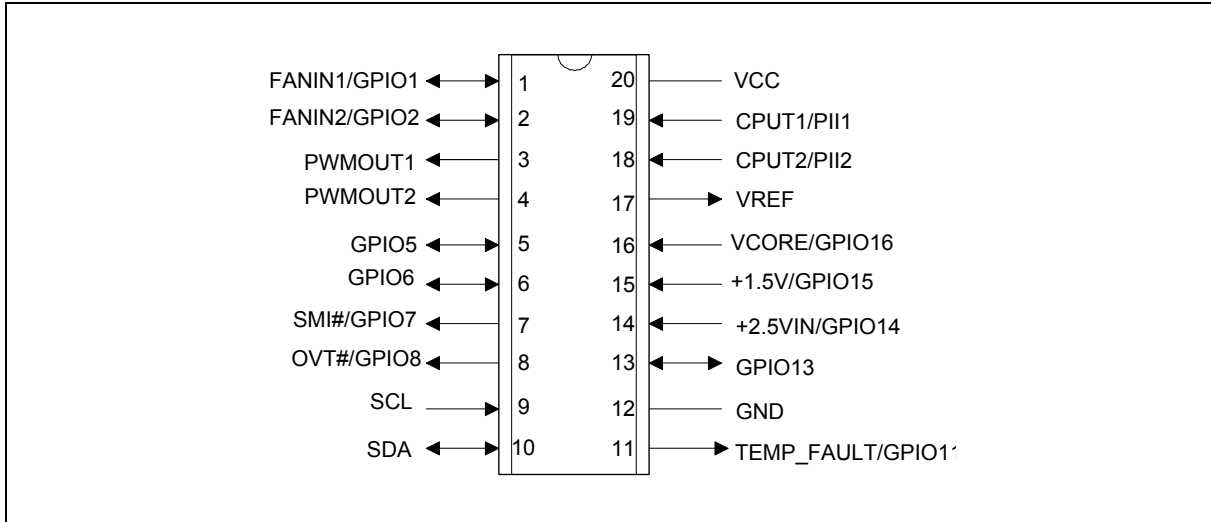 FANIN1/GPIO1 1 20 VCC
FANIN2/GPIO2 2 19 CPUT1/PII1
PWMOUT1 3 18 CPUT2/PII2
PWMOUT2 4 17 VREF
GPIO5 5 16 VCORE/GPIO16
GPIO6 6 15 +1.5V/GPIO15
SMI#/GPIO7 7 14 +2.5VIN/GPIO14
OVT#/GPIO8 8 13 GPIO13
SCL 9 12 GND
SDA 10 11 TEMP_FAULT/GPIO11